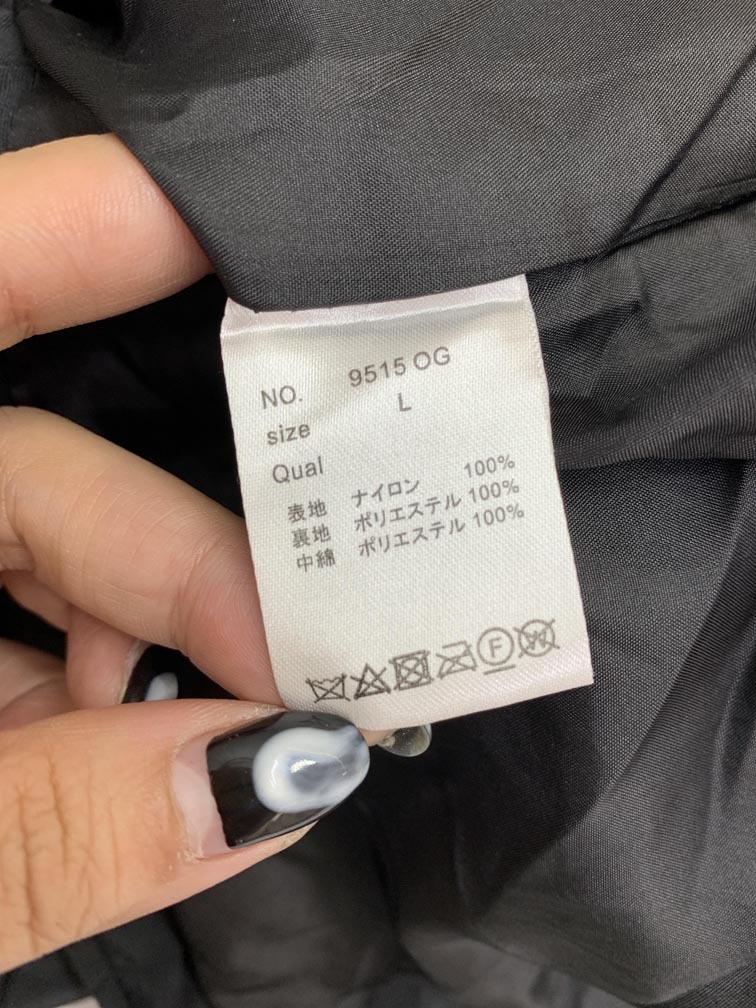 NO. 9515 OG
size L
Qual
表地 ナイロン 100%
裏地 ポリエステル 100%
中綿 ポリエステル 100%
F W